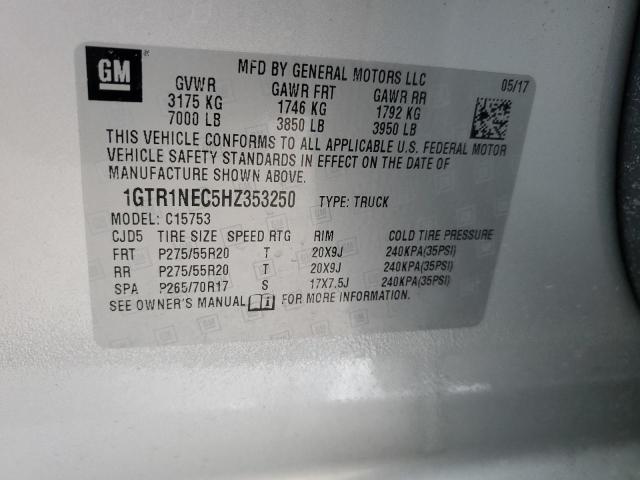 GM
MFD BY GENERAL MOTORS LLC 05/17
GVWR GAWR FRT GAWR RR
3175 KG 1746 KG 1792 KG
7000 LB 3850 LB 3950 LB
THIS VEHICLE CONFORMS TO ALL APPLICABLE U.S. FEDERAL MOTOR
VEHICLE SAFETY STANDARDS IN EFFECT ON THE DATE OF
MANUFACTURE SHOWN ABOVE.
1GTR1NEC5HZ353250 TYPE: TRUCK
MODEL: C15753
CJD5 TIRE SIZE SPEED RTG RIM COLD TIRE PRESSURE
FRT P275/55R20 T 20X9J 240KPA(35PSI)
RR P275/55R20 T 20X9J 240KPA(35PSI)
SPA P265/70R17 S 17X7.5J 240KPA(35PSI)
SEE OWNER'S MANUAL FOR MORE INFORMATION.